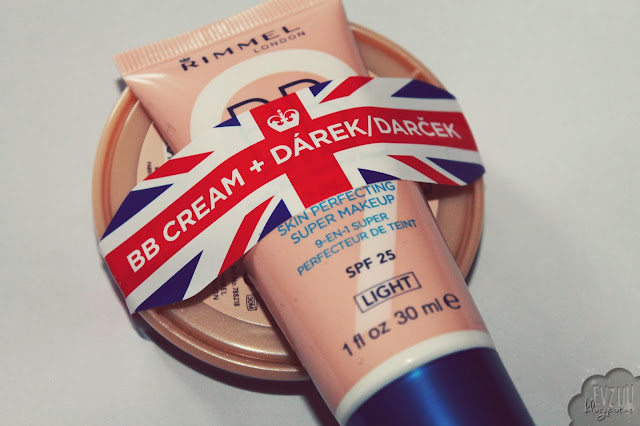 RIMMEL
LONDON
BB CREAM + DÁREK/DARČEK
SKIN PERFECTING
SUPER MAKEUP
9-EN-1 SUPER
PERFECTEUR DE TEINT
SPF 25
LIGHT
1 fl oz 30 ml e
EVZUU